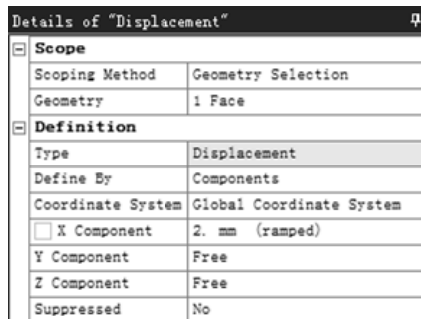 Details of "Displacement"
Scope
Scoping Method Geometry Selection
Geometry 1 Face
Definition
Type Displacement
Define By Components
Coordinate System Global Coordinate System
X Component 2. mm (ramped)
Y Component Free
Z Component Free
Suppressed No